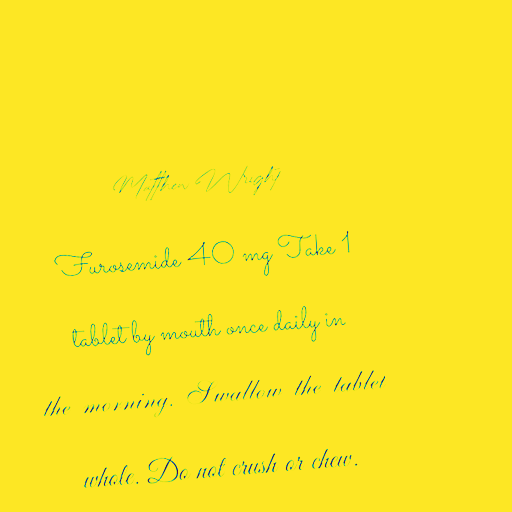 Matthew Wright
Furosemide 40 mg Take 1
tablet by mouth once daily in
the morning. Swallow the tablet
whole. Do not crush or chew.